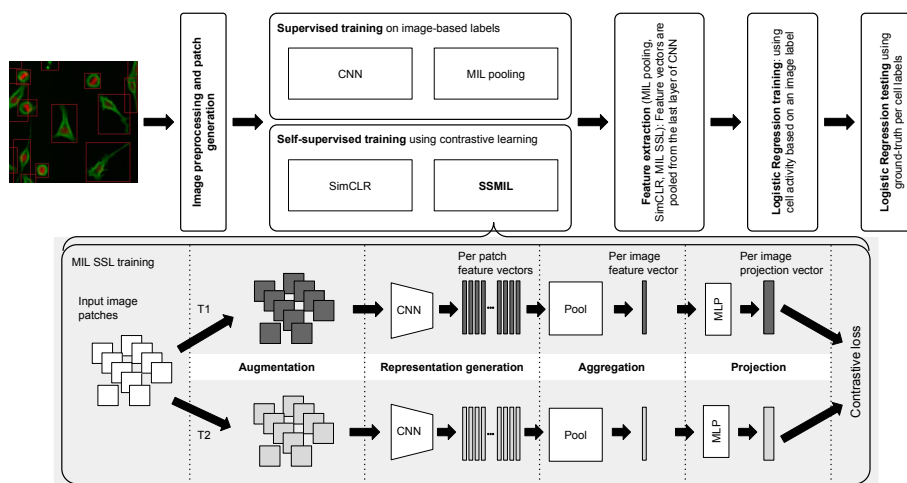 Image preprocessing and patch
generation
Supervised training on image-based labels
CNN
MIL pooling
Self-supervised training using contrastive learning
SimCLR
SSMIL
Feature extraction (MIL pooling,
SimCLR, MIL SSL): Feature vectors are
pooled from the last layer of CNN
Logistic Regression training: using
cell activity based on an image label
Logistic Regression testing using
ground-truth per cell labels
MIL SSL training
Input image
patches
T1
CNN
Per patch
feature vectors
...
Pool
Per image
feature vector
MLP
Per image
projection vector
Augmentation
Representation generation
Aggregation
Projection
Contrastive loss
T2
CNN
...
Pool
MLP